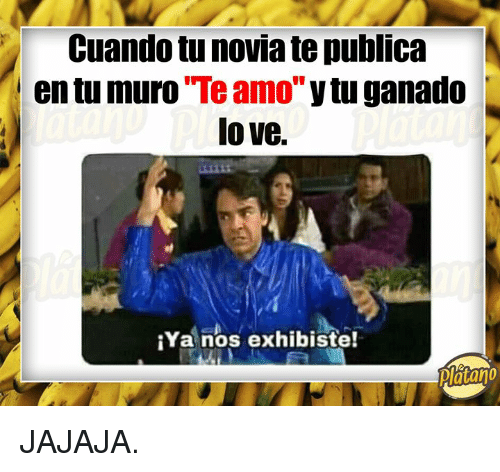 Cuando tu novia te publica
en tu muro "Te amo" y tu ganado
lo ve.
¡Ya nos exhibiste!
Plátano
JAJAJA.